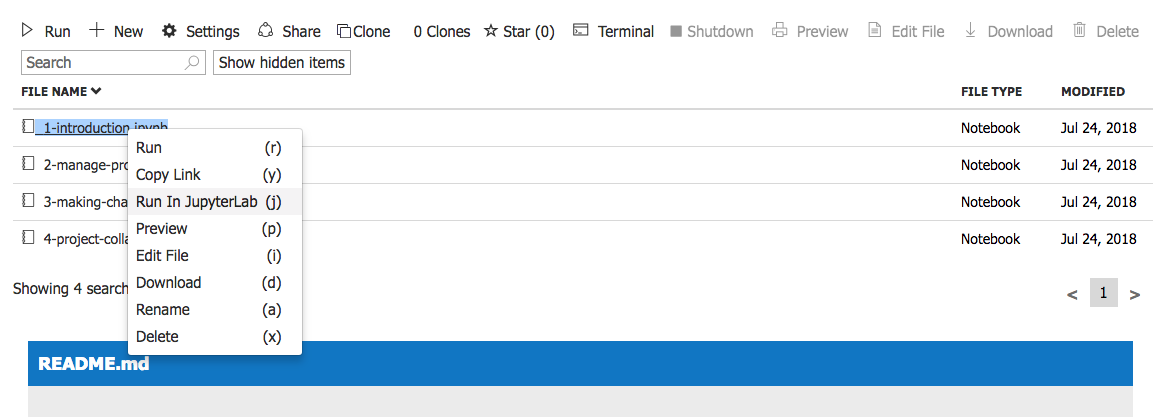 Run New Settings Share Clone 0 Clones Star (0) Terminal Shutdown Preview Edit File Download Delete
Search Show hidden items
FILE NAME FILE TYPE MODIFIED
1-introduction.ipynb Notebook Jul 24, 2018
Run (r)
Copy Link (y)
2-manage-pro Notebook Jul 24, 2018
Run In JupyterLab (j)
3-making-cha Notebook Jul 24, 2018
Preview (p)
4-project-colla Notebook Jul 24, 2018
Edit File (i)
Download (d)
Showing 4 search < 1 >
Rename (a)
Delete (x)
README.md